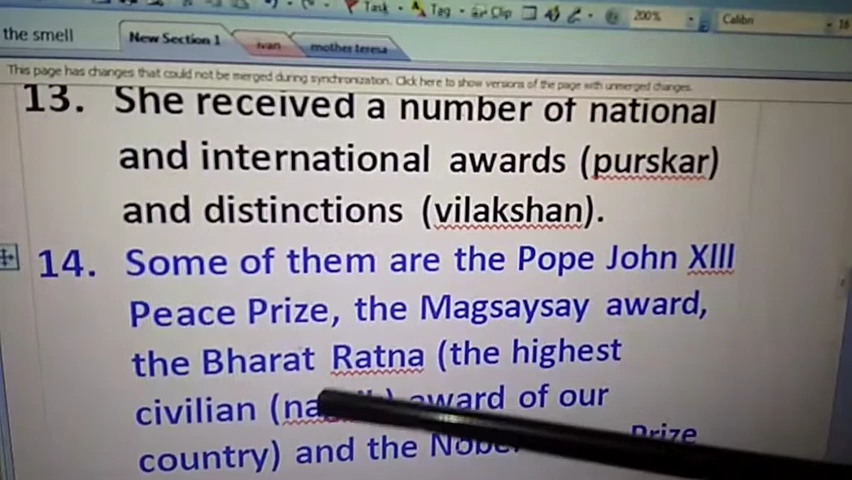 Task Tag Clip 200% Calibri 16
the smell New Section 1 ivan mother teresa
This page has changes that could not be merged during synchronization. Click here to show versions of the page with unmerged changes.
13. She received a number of national
and international awards (purskar)
and distinctions (vilakshan).
14. Some of them are the Pope John XIII
Peace Prize, the Magsaysay award,
the Bharat Ratna (the highest
civilian award of our
country) and the Prize